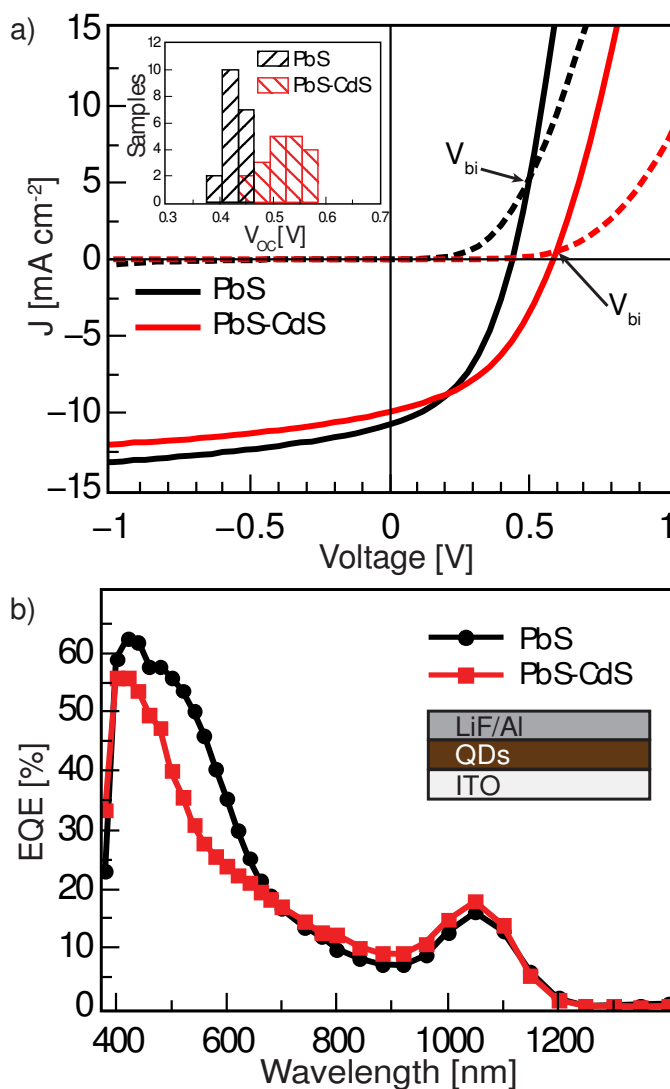 a)
15
10
5
0
−5
−10
−15
J [mA cm-2]
−1
−0.5
0
0.5
1
Voltage [V]
12
10
8
6
4
2
0
Samples
0.3
0.4
0.5
0.6
0.7
VOC [V]
PbS
PbS-CdS
Vbi
Vbi
PbS
PbS-CdS
b)
60
50
40
30
20
10
0
EQE [%]
400
600
800
1000
1200
Wavelength [nm]
PbS
PbS-CdS
LiF/Al
QDs
ITO